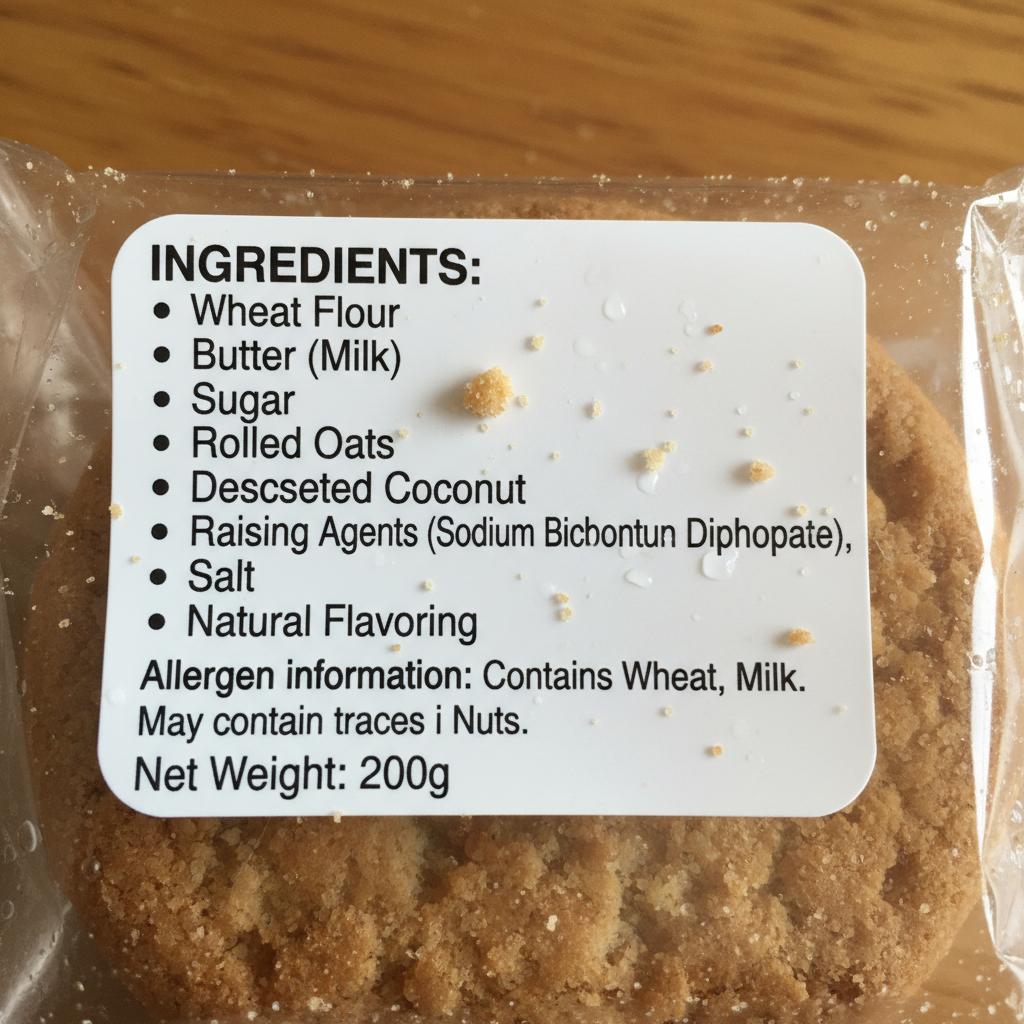 INGREDIENTS:
• Wheat Flour
• Butter (Milk)
• Sugar
• Rolled Oats
• Descseted Coconut
• Raising Agents (Sodium Bicbontun Diphopate),
• Salt
• Natural Flavoring
Allergen information: Contains Wheat, Milk.
May contain traces i Nuts.
Net Weight: 200g